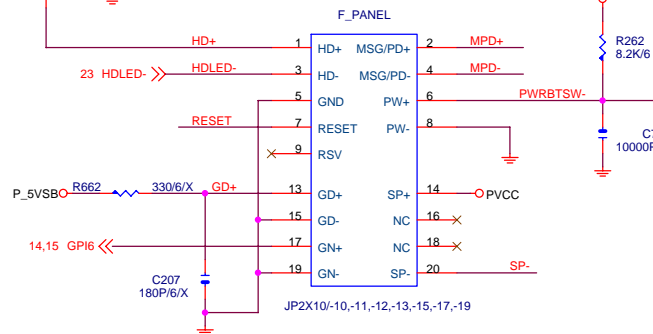 F_PANEL
HD+ 1 HD+ MSG/PD+ 2 MPD+
R262
8.2K/6
23 HDLED- HDLED- 3 HD- MSG/PD- 4 MPD-
5 GND PW+ 6 PWRBTSW-
RESET 7 RESET PW- 8
10000P
9 RSV
P_5VSB R662 330/6/X GD+ 13 GD+ SP+ 14 PVCC
15 GD- NC 16
14,15 GPI6 17 GN+ NC 18
19 GN- SP- 20 SP-
C207
180P/6/X
JP2X10/-10,-11,-12,-13,-15,-17,-19